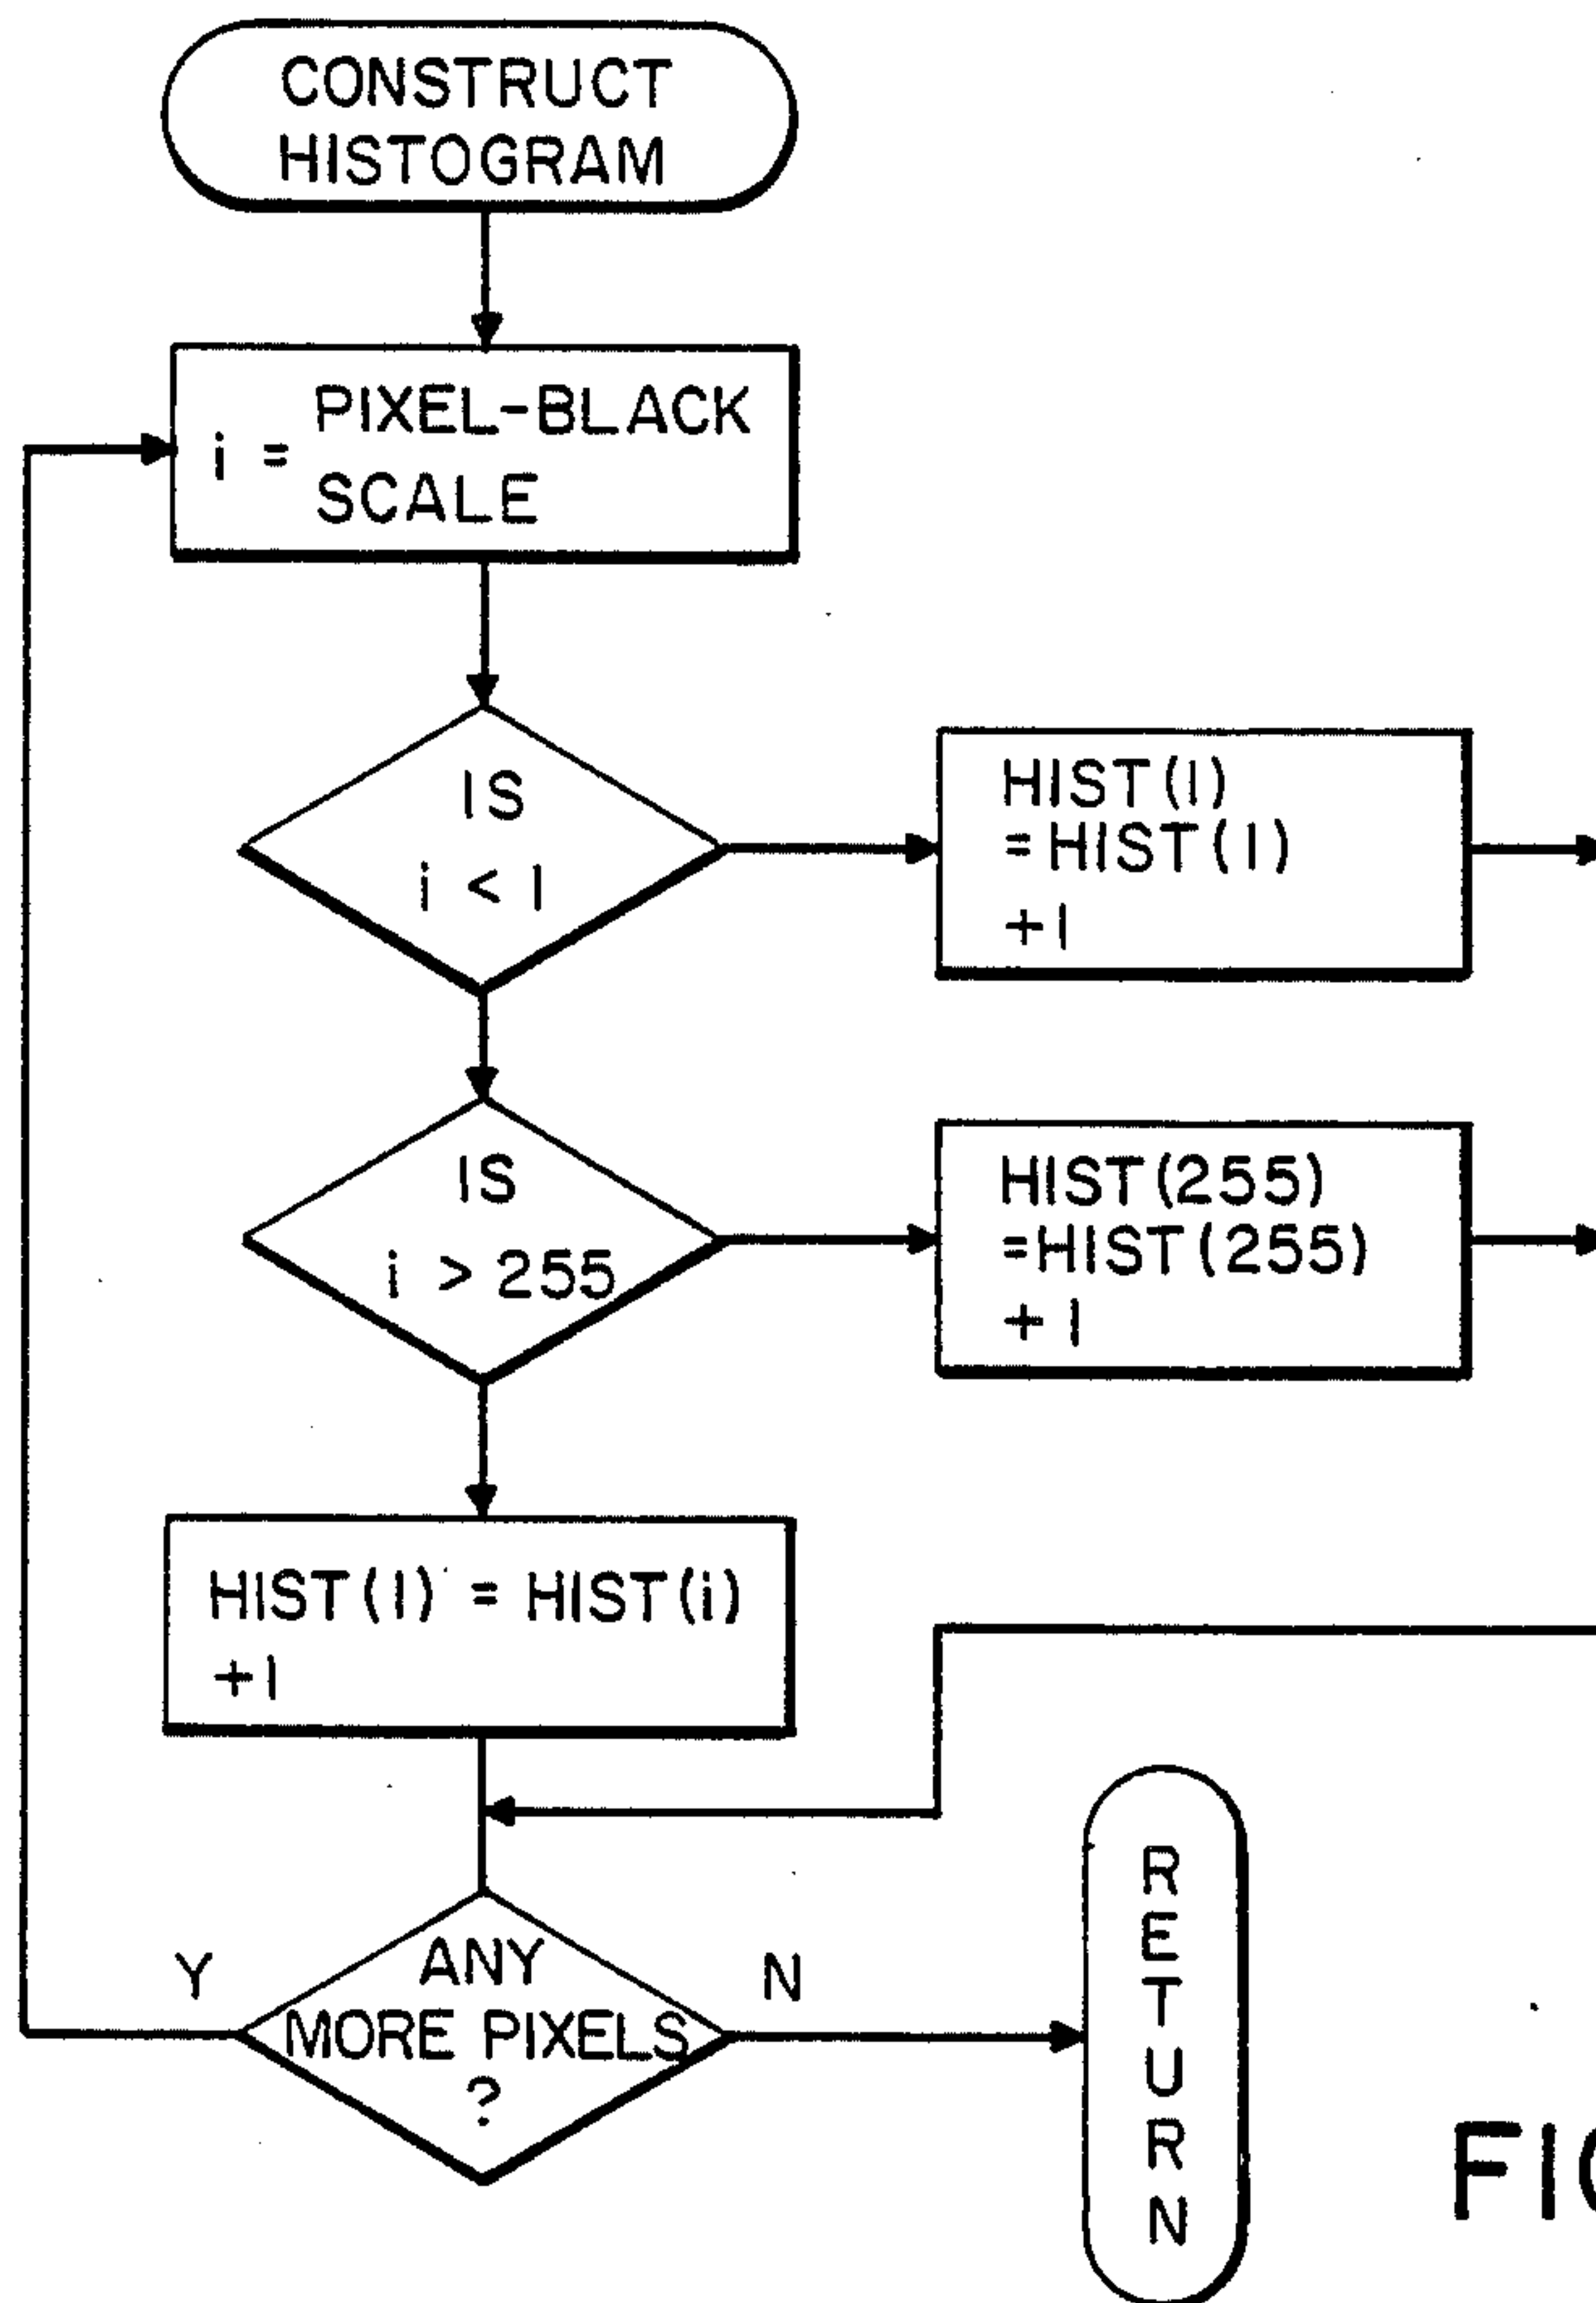 CONSTRUCT
HISTOGRAM
i = PIXEL-BLACK
SCALE
IS
i < 1
HIST(1)
=HIST(1)
+1
IS
i > 255
HIST(255)
=HIST(255)
+1
HIST(1) = HIST(i)
+1
Y
N
ANY
MORE PIXELS
?
RETURN